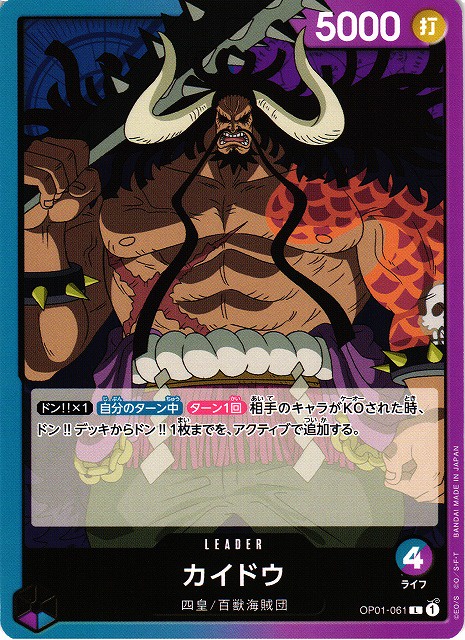 5000 打
ドン!!×1 自分のターン中 ターン1回 相手のキャラがKOされた時、
ドン!!デッキからドン!!1枚までを、アクティブで追加する。
LEADER
カイドウ
四皇/百獣海賊団
4
ライフ
OP01-061 L 1
©E/O/S ©O/S・F・T BANDAI MADE IN JAPAN